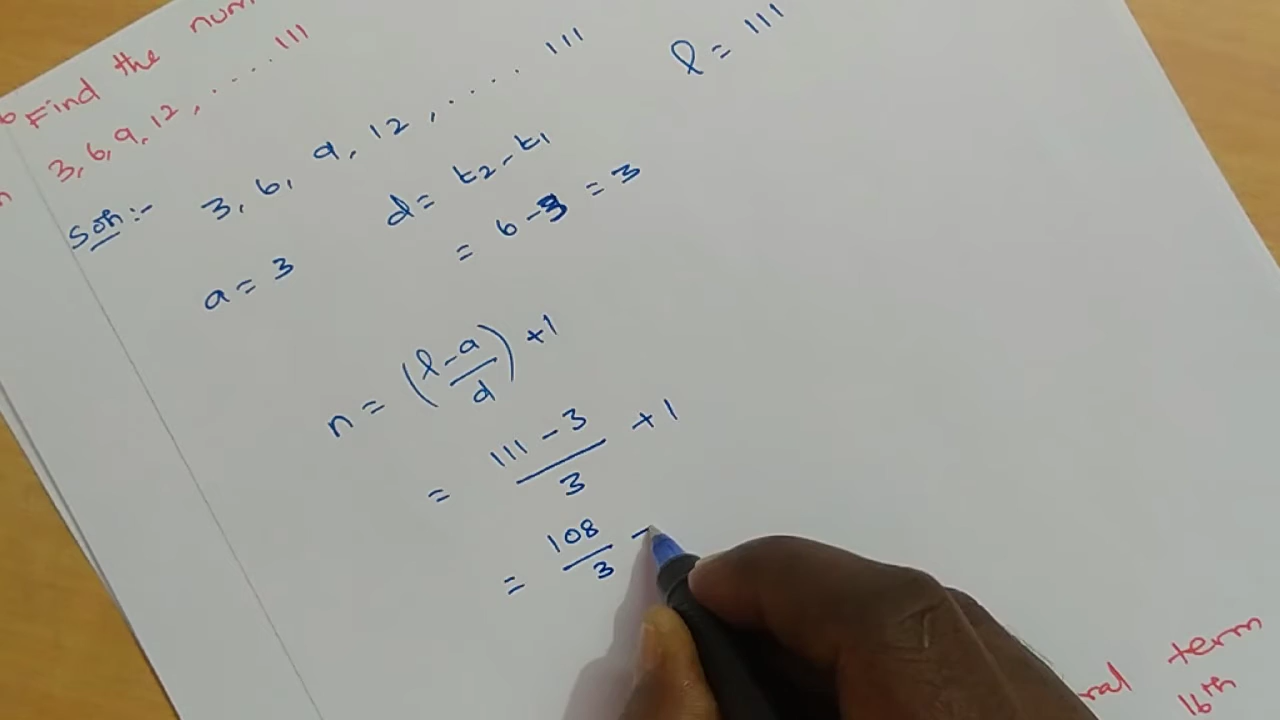 Find the
3, 6, 9, 12, ..... 111
Soln:- 3, 6, 9, 12, ..... 111 l = 111
a = 3 d = t2 - t1
= 6 - 3 = 3
n = (l - a / d) + 1
= 111 - 3 / 3 + 1
= 108 / 3
term
16th